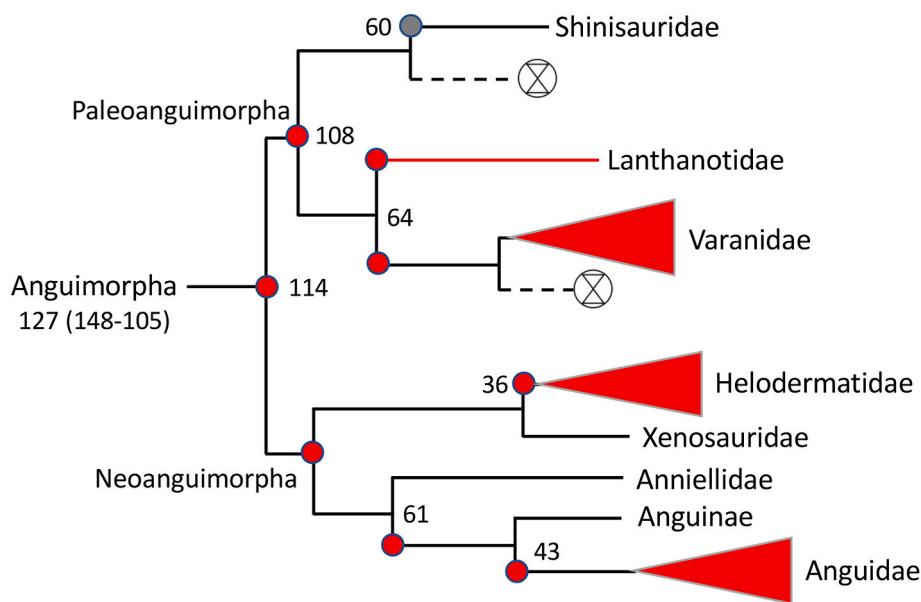 60
Shinisauridae
Paleoanguimorpha
108
Lanthanotidae
64
Varanidae
Anguimorpha
114
127 (148-105)
36
Helodermatidae
Xenosauridae
Neoanguimorpha
Anniellidae
61
Anguinae
43
Anguidae